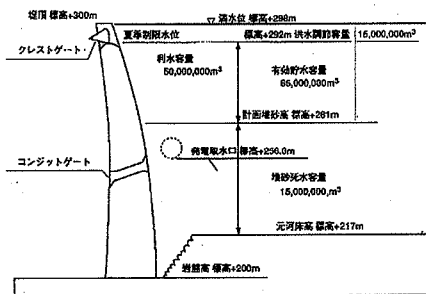 堤頂 標高+300m
満水位 標高+298m
クレストゲート
夏季制限水位
標高+292m 洪水調節容量
15,000,000m³
利水容量
50,000,000m³
有効貯水容量
65,000,000m³
計画堆砂高 標高+261m
コンジットゲート
発電取水口 標高+256.0m
堆砂死水容量
15,000,000,m³
元河床高 標高+217m
岩盤高 標高+200m